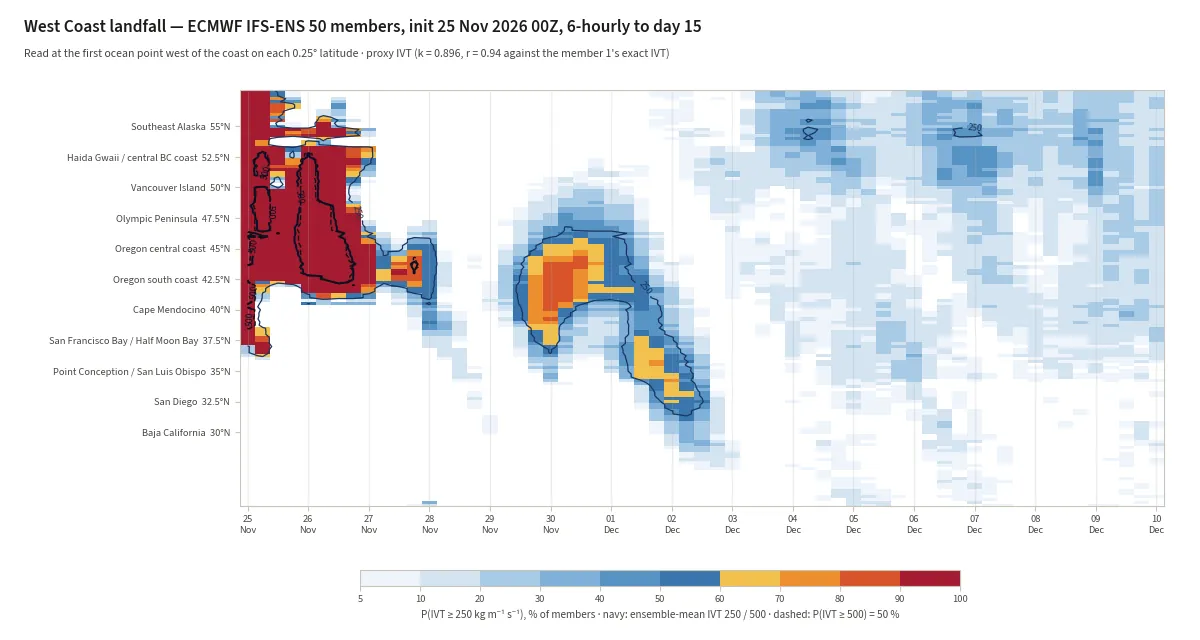 West Coast landfall — ECMWF IFS-ENS 50 members, init 25 Nov 2026 00Z, 6-hourly to day 15
Read at the first ocean point west of the coast on each 0.25° latitude · proxy IVT (k = 0.896, r = 0.94 against the member 1's exact IVT)
Southeast Alaska 55°N
Haida Gwaii / central BC coast 52.5°N
Vancouver Island 50°N
Olympic Peninsula 47.5°N
Oregon central coast 45°N
Oregon south coast 42.5°N
Cape Mendocino 40°N
San Francisco Bay / Half Moon Bay 37.5°N
Point Conception / San Luis Obispo 35°N
San Diego 32.5°N
Baja California 30°N
250
25 Nov
26 Nov
27 Nov
28 Nov
29 Nov
30 Nov
01 Dec
02 Dec
03 Dec
04 Dec
05 Dec
06 Dec
07 Dec
08 Dec
09 Dec
10 Dec
5 10 20 30 40 50 60 70 80 90 100
P(IVT ≥ 250 kg m⁻¹ s⁻¹), % of members · navy: ensemble-mean IVT 250 / 500 · dashed: P(IVT ≥ 500) = 50 %